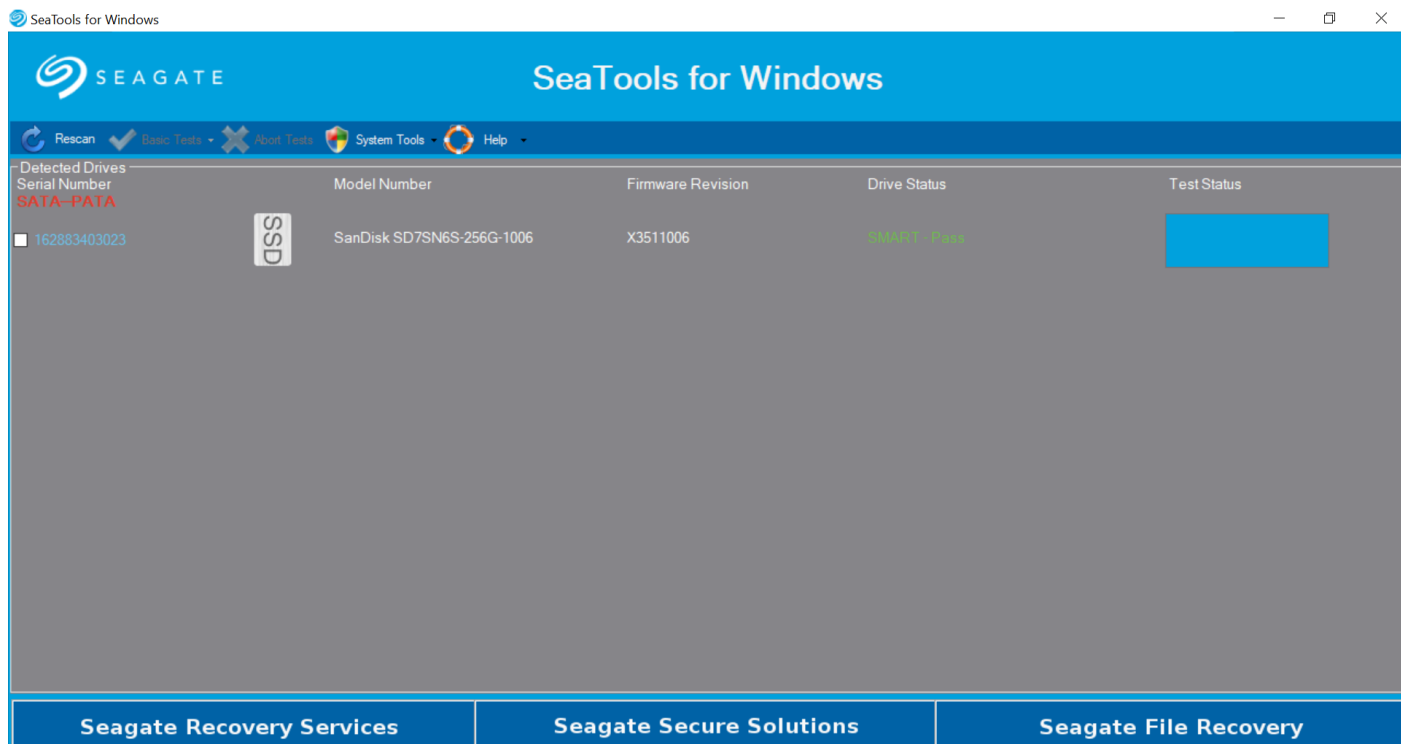 SeaTools for Windows
SEAGATE
SeaTools for Windows
Rescan Basic Tests Abort Tests System Tools Help
Detected Drives
Serial Number Model Number Firmware Revision Drive Status Test Status
SATA--PATA
162883403023 SSD SanDisk SD7SN6S-256G-1006 X3511006 SMART - Pass
Seagate Recovery Services Seagate Secure Solutions Seagate File Recovery